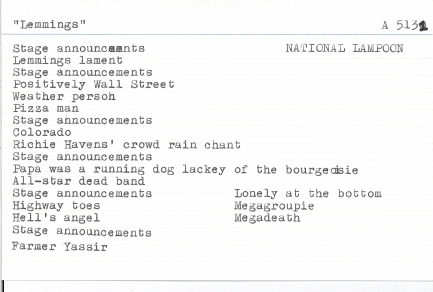 "Lemmings" A 5132
Stage announcements NATIONAL LAMPOON
Lemmings lament
Stage announcements
Positively Wall Street
Weather person
Pizza man
Stage announcements
Colorado
Richie Havens' crowd rain chant
Stage announcements
Papa was a running dog lackey of the bourgeoisie
All-star dead band
Stage announcements Lonely at the bottom
Highway toes Megagroupie
Hell's angel Megadeath
Stage announcements
Farmer Yassir